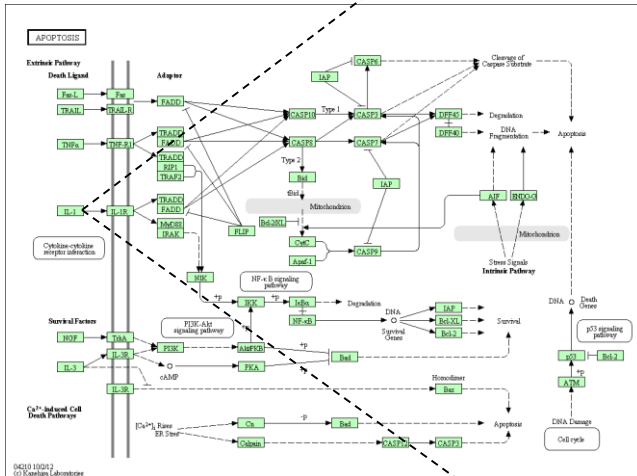 APOPTOSIS
Extrinsic Pathway
Death Ligand
Adaptor
Fas-L
Fas
FADD
TRAIL
TRAIL-R
TNFα
TNF-R1
TRADD
FADD
TRADD
RIP1
TRAF2
IL-1
IL-1R
TRADD
FADD
MyD88
IRAK
FLIP
NIK
Cytokine-cytokine
receptor interaction
CASP6
IAP
CASP10
Type 1
CASP3
CASP8
CASP7
Type 2
Bid
tBid
IAP
Mitochondrion
Bcl-2/XL
CytC
Apaf-1
CASP9
Cleavage of
Caspase Substrate
DFF45
Degradation
DFF40
DNA
Fragmentation
Apoptosis
AIF
ENDO-G
Mitochondrion
Stress Signals
Intrinsic Pathway
NF-κB signaling
pathway
+p
IKK
+p
IκBα
Degradation
NF-κB
DNA
Survival
Genes
IAP
Bcl-XL
Bcl-2
Survival
PI3K-Akt
signaling pathway
+p
Survival Factors
NGF
TrkA
IL-3
IL-3R
PI3K
Akt/PKB
+p
cAMP
PKA
+p
Bad
IL-3R
Homodimer
Bax
Apoptosis
DNA
Death
Genes
p53 signaling
pathway
p53
Bcl-2
+p
ATM
DNA Damage
Cell cycle
Ca²⁺-induced Cell
Death Pathways
[Ca²⁺]i Rises
ER Stress
Cn
-p
Bad
Calpain
CASP12
CASP3
04210 10/2/12
(c) Kanehisa Laboratories